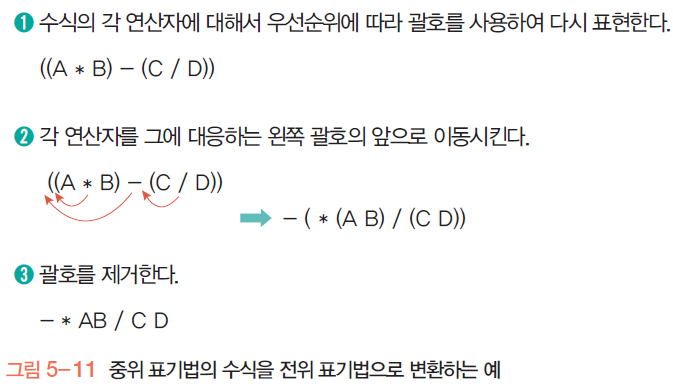 ❶ 수식의 각 연산자에 대해서 우선순위에 따라 괄호를 사용하여 다시 표현한다.
((A * B) – (C / D))
❷ 각 연산자를 그에 대응하는 왼쪽 괄호의 앞으로 이동시킨다.
((A * B) – (C / D))
– ( * (A B) / (C D))
❸ 괄호를 제거한다.
– * AB / C D
그림 5–11 중위 표기법의 수식을 전위 표기법으로 변환하는 예